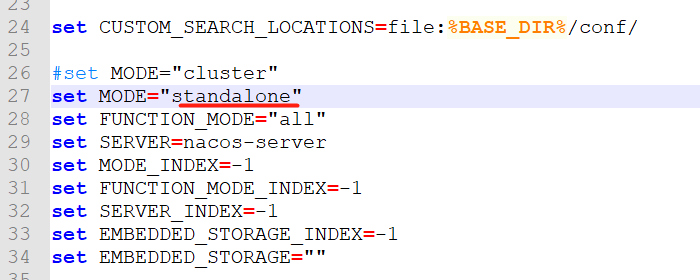 23
24 set CUSTOM_SEARCH_LOCATIONS=file:%BASE_DIR%/conf/
25
26 #set MODE="cluster"
27 set MODE="standalone"
28 set FUNCTION_MODE="all"
29 set SERVER=nacos-server
30 set MODE_INDEX=-1
31 set FUNCTION_MODE_INDEX=-1
32 set SERVER_INDEX=-1
33 set EMBEDDED_STORAGE_INDEX=-1
34 set EMBEDDED_STORAGE=""
35